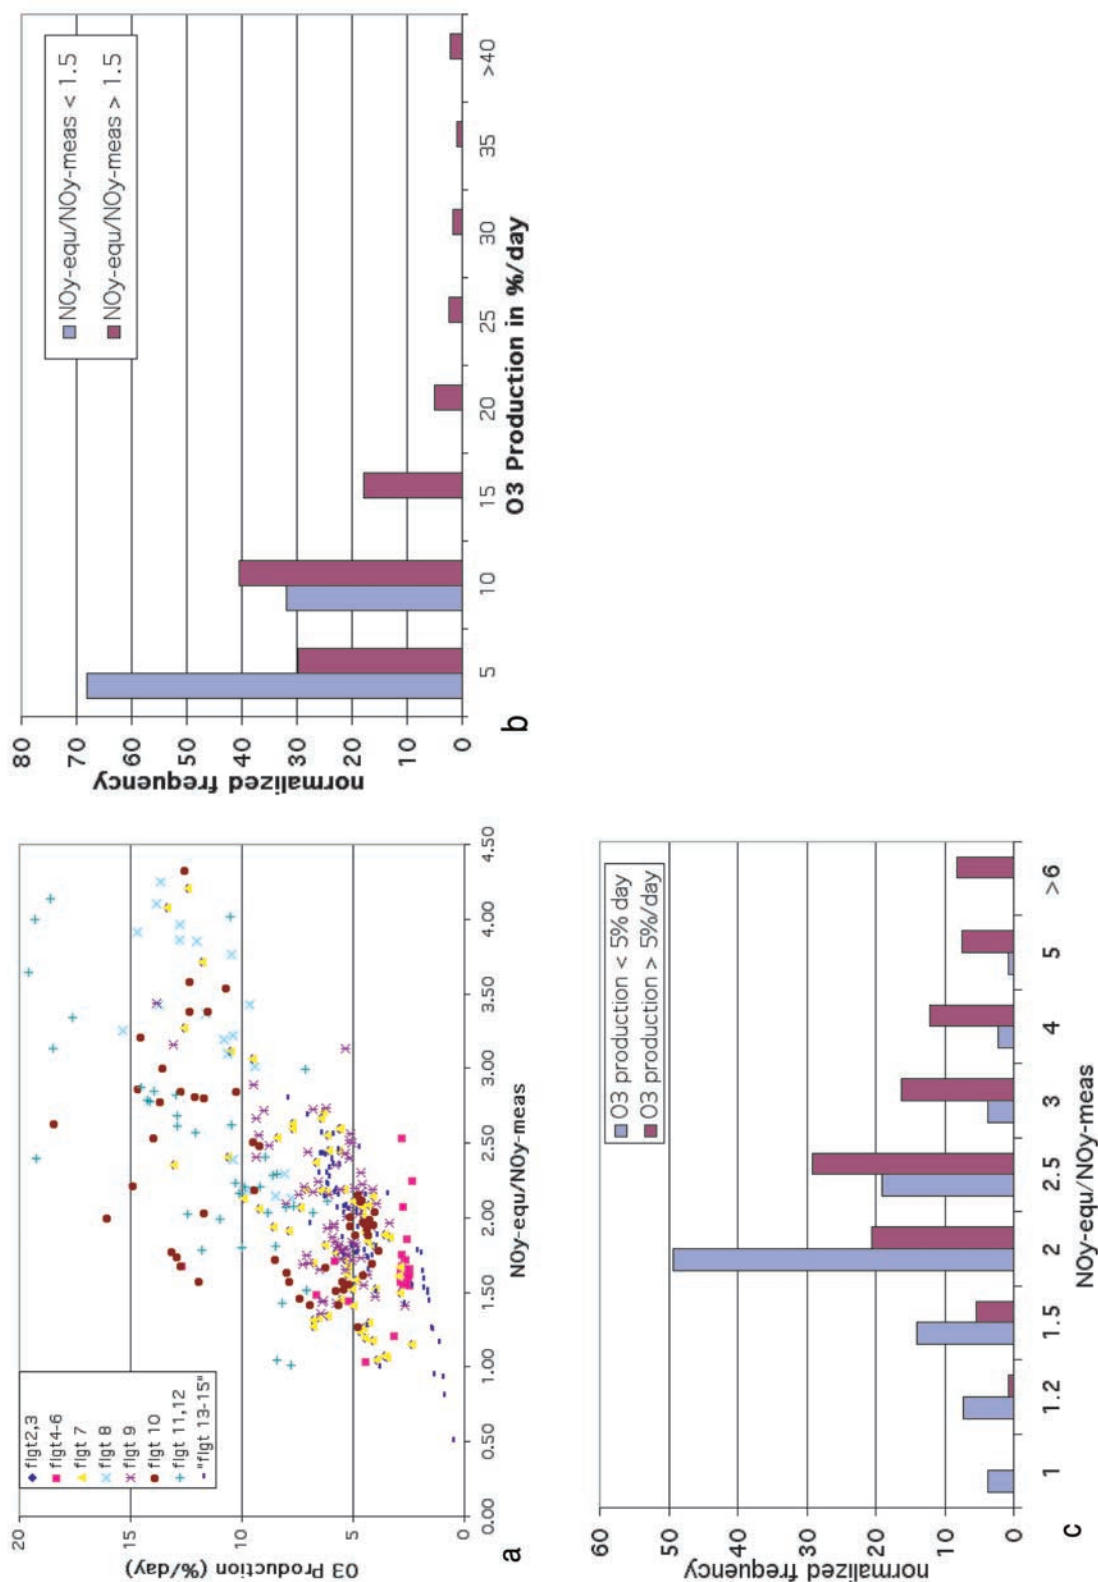 20
15
10
5
0
O3 Production (%/day)
flgt2,3
flgt4-6
flgt 7
flgt 8
flgt 9
flgt 10
flgt 11,12
"flgt 13-15"
0.00 0.50 1.00 1.50 2.00 2.50 3.00 3.50 4.00 4.50
NOy-equ/NOy-meas
a
80
70
60
50
40
30
20
10
0
normalized frequency
NOy-equ/NOy-meas < 1.5
NOy-equ/NOy-meas > 1.5
5 10 15 20 25 30 35 >40
O3 Production in %/day
b
60
50
40
30
20
10
0
normalized frequency
O3 production < 5% day
O3 production > 5%/day
1 1.2 1.5 2 2.5 3 4 5 >6
NOy-equ/NOy-meas
c